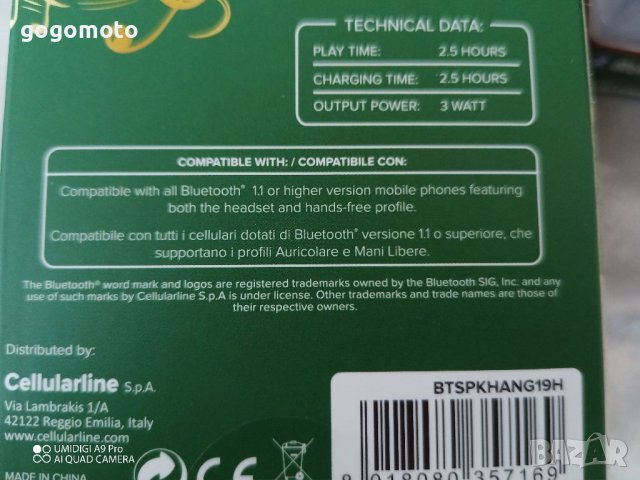 gogomoto
TECHNICAL DATA:
PLAY TIME: 2.5 HOURS
CHARGING TIME: 2.5 HOURS
OUTPUT POWER: 3 WATT
COMPATIBLE WITH: / COMPATIBILE CON:
Compatible with all Bluetooth® 1.1 or higher version mobile phones featuring
both the headset and hands-free profile.
Compatibile con tutti i cellulari dotati di Bluetooth® versione 1.1 o superiore, che
supportano i profili Auricolare e Mani Libere.
The Bluetooth® word mark and logos are registered trademarks owned by the Bluetooth SIG, Inc. and any
use of such marks by Cellularline S.p.A is under license. Other trademarks and trade names are those of
their respective owners.
Distributed by:
Cellularline S.p.A.
Via Lambrakis 1/A
42122 Reggio Emilia, Italy
www.cellularline.com
MADE IN CHINA
BTSPKHANG19H
8 018080 357169
UMIDIGI A9 Pro
AI QUAD CAMERA
CE
BAZAR